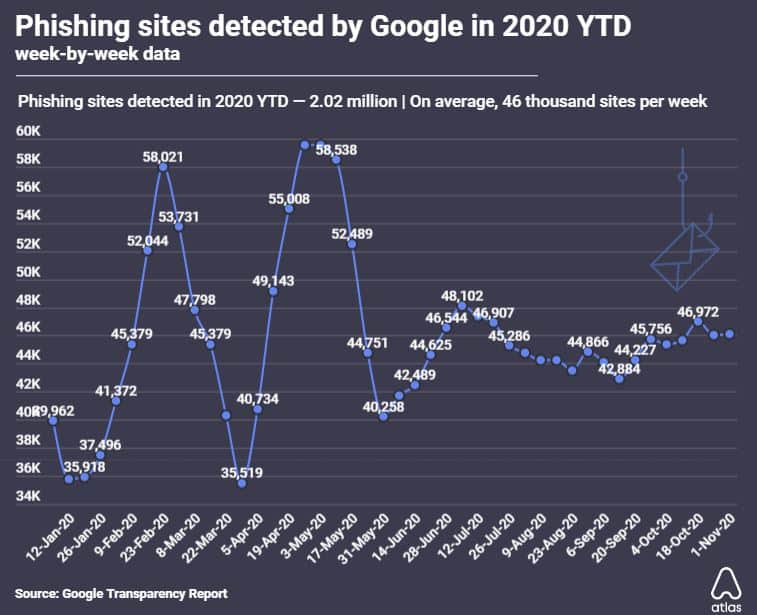 Phishing sites detected by Google in 2020 YTD
week-by-week data
Phishing sites detected in 2020 YTD — 2.02 million | On average, 46 thousand sites per week
60K
58K
56K
54K
52K
50K
48K
46K
44K
42K
40K
38K
36K
34K
39,962
35,918
37,496
41,372
45,379
52,044
58,021
53,731
47,798
45,379
35,519
40,734
49,143
55,008
58,538
52,489
44,751
40,258
42,489
44,625
46,544
48,102
46,907
45,286
44,866
42,884
44,227
45,756
46,972
12-Jan-20
26-Jan-20
9-Feb-20
23-Feb-20
8-Mar-20
22-Mar-20
5-Apr-20
19-Apr-20
3-May-20
17-May-20
31-May-20
14-Jun-20
28-Jun-20
12-Jul-20
26-Jul-20
9-Aug-20
23-Aug-20
6-Sep-20
20-Sep-20
4-Oct-20
18-Oct-20
1-Nov-20
Source: Google Transparency Report
atlas